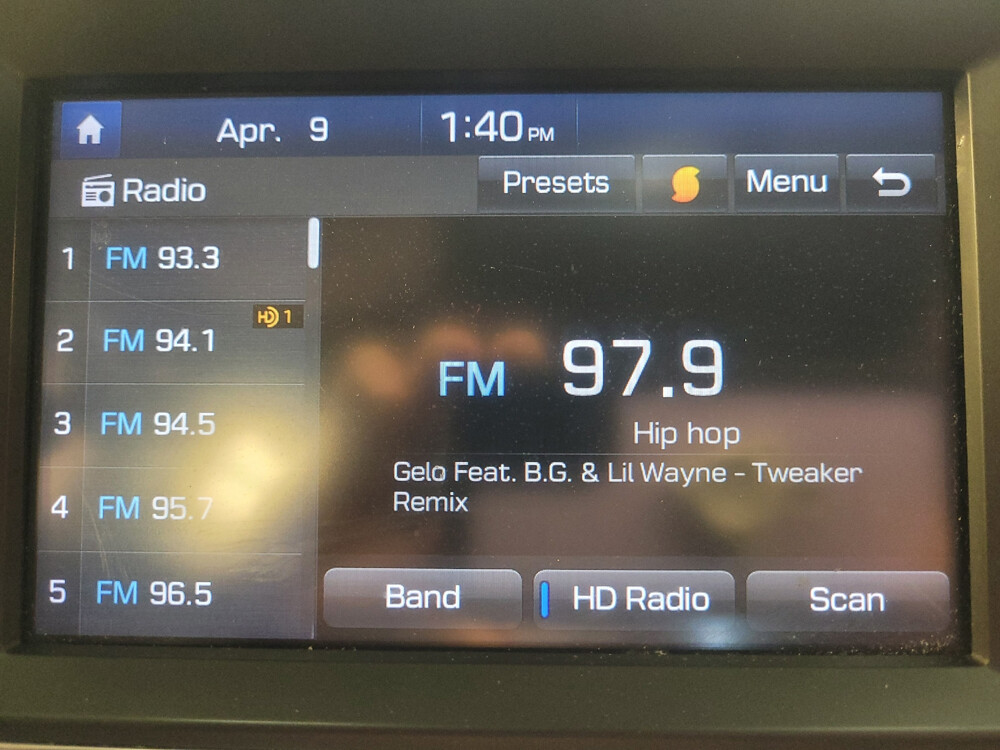 Apr. 9 1:40 PM
Radio Presets Menu
1 FM 93.3
HD 1
2 FM 94.1
3 FM 94.5
4 FM 95.7
5 FM 96.5
FM 97.9
Hip hop
Gelo Feat. B.G. & Lil Wayne - Tweaker
Remix
Band HD Radio Scan